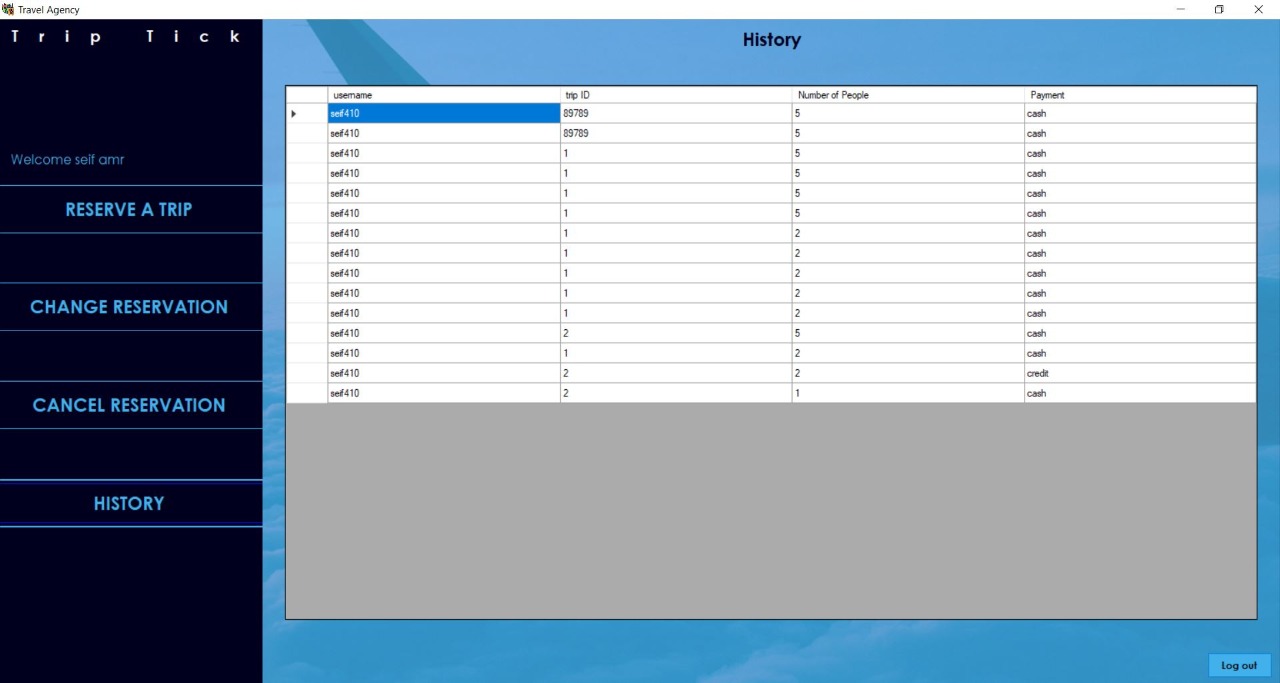 Travel Agency
Trip Tick
History
username trip ID Number of People Payment
seif410 89789 5 cash
seif410 89789 5 cash
seif410 1 5 cash
seif410 1 5 cash
seif410 1 5 cash
seif410 1 5 cash
seif410 1 2 cash
seif410 1 2 cash
seif410 1 2 cash
seif410 1 2 cash
seif410 1 2 cash
seif410 2 5 cash
seif410 1 2 cash
seif410 2 2 credit
seif410 2 1 cash
Welcome seif amr
RESERVE A TRIP
CHANGE RESERVATION
CANCEL RESERVATION
HISTORY
Log out